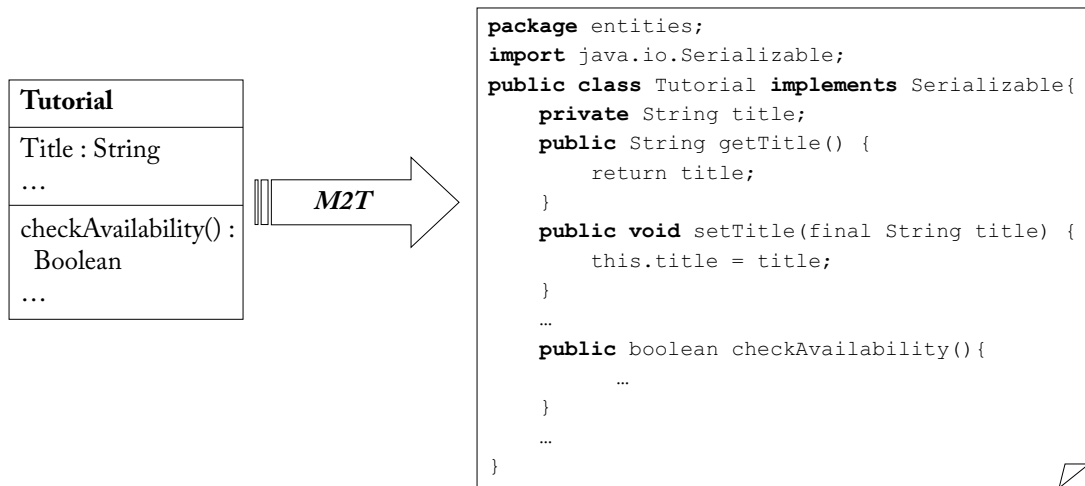 Tutorial
Title : String
…
checkAvailability() :
Boolean
…
M2T
package entities;
import java.io.Serializable;
public class Tutorial implements Serializable{
private String title;
public String getTitle() {
return title;
}
public void setTitle(final String title) {
this.title = title;
}
…
public boolean checkAvailability(){
…
}
…
}